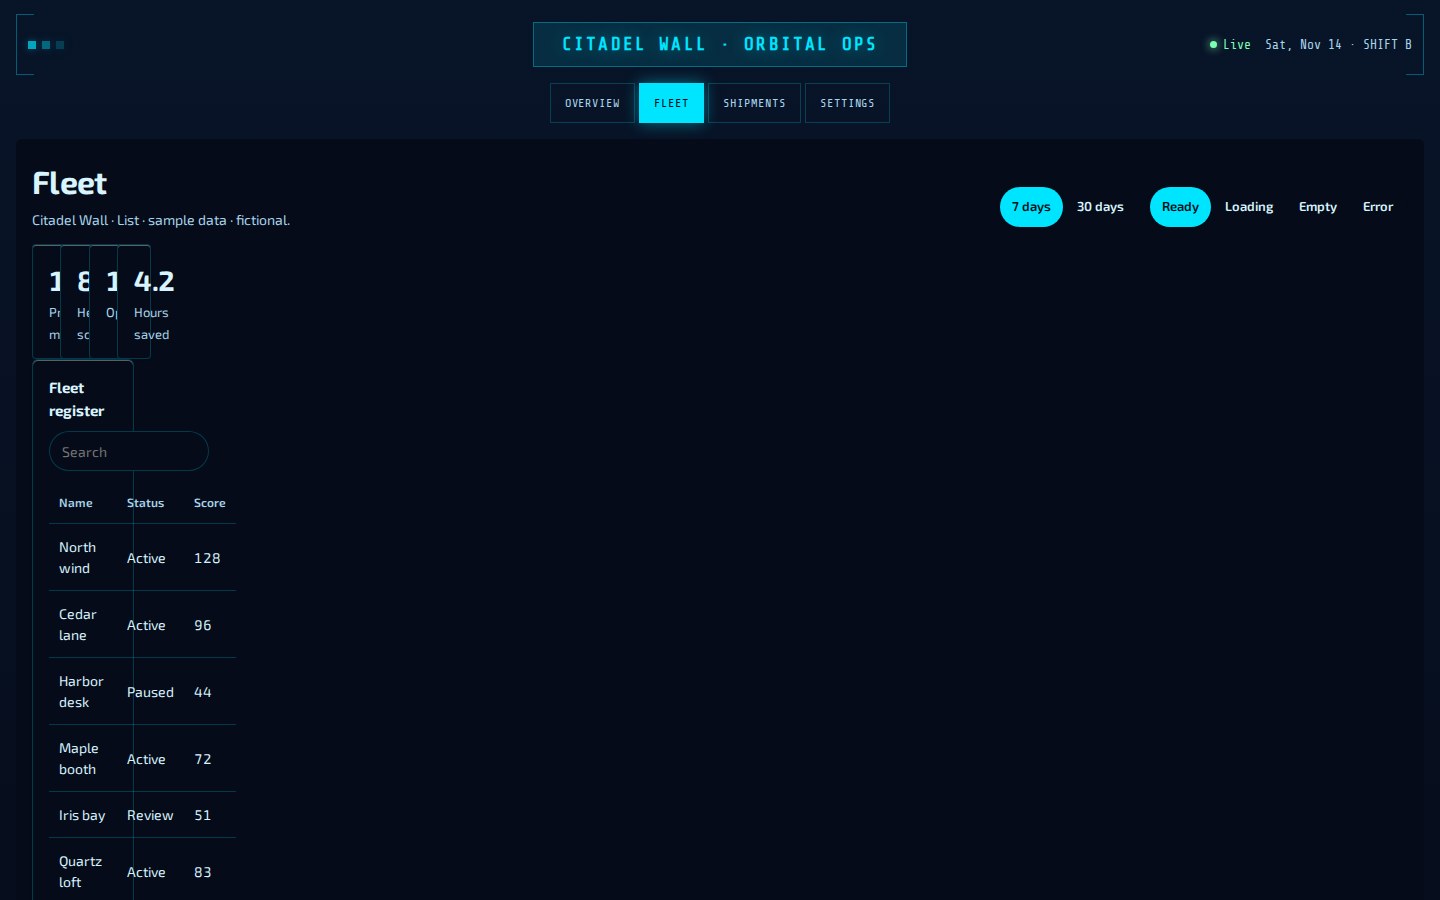 CITADEL WALL · ORBITAL OPS
Live Sat, Nov 14 · SHIFT B
OVERVIEW FLEET SHIPMENTS SETTINGS
Fleet
Citadel Wall · List · sample data · fictional.
7 days 30 days Ready Loading Empty Error
4.2
Hours
saved
Fleet
register
Search
Name Status Score
North
wind
Active 128
Cedar
lane
Active 96
Harbor
desk
Paused 44
Maple
booth
Active 72
Iris bay Review 51
Quartz
loft
Active 83